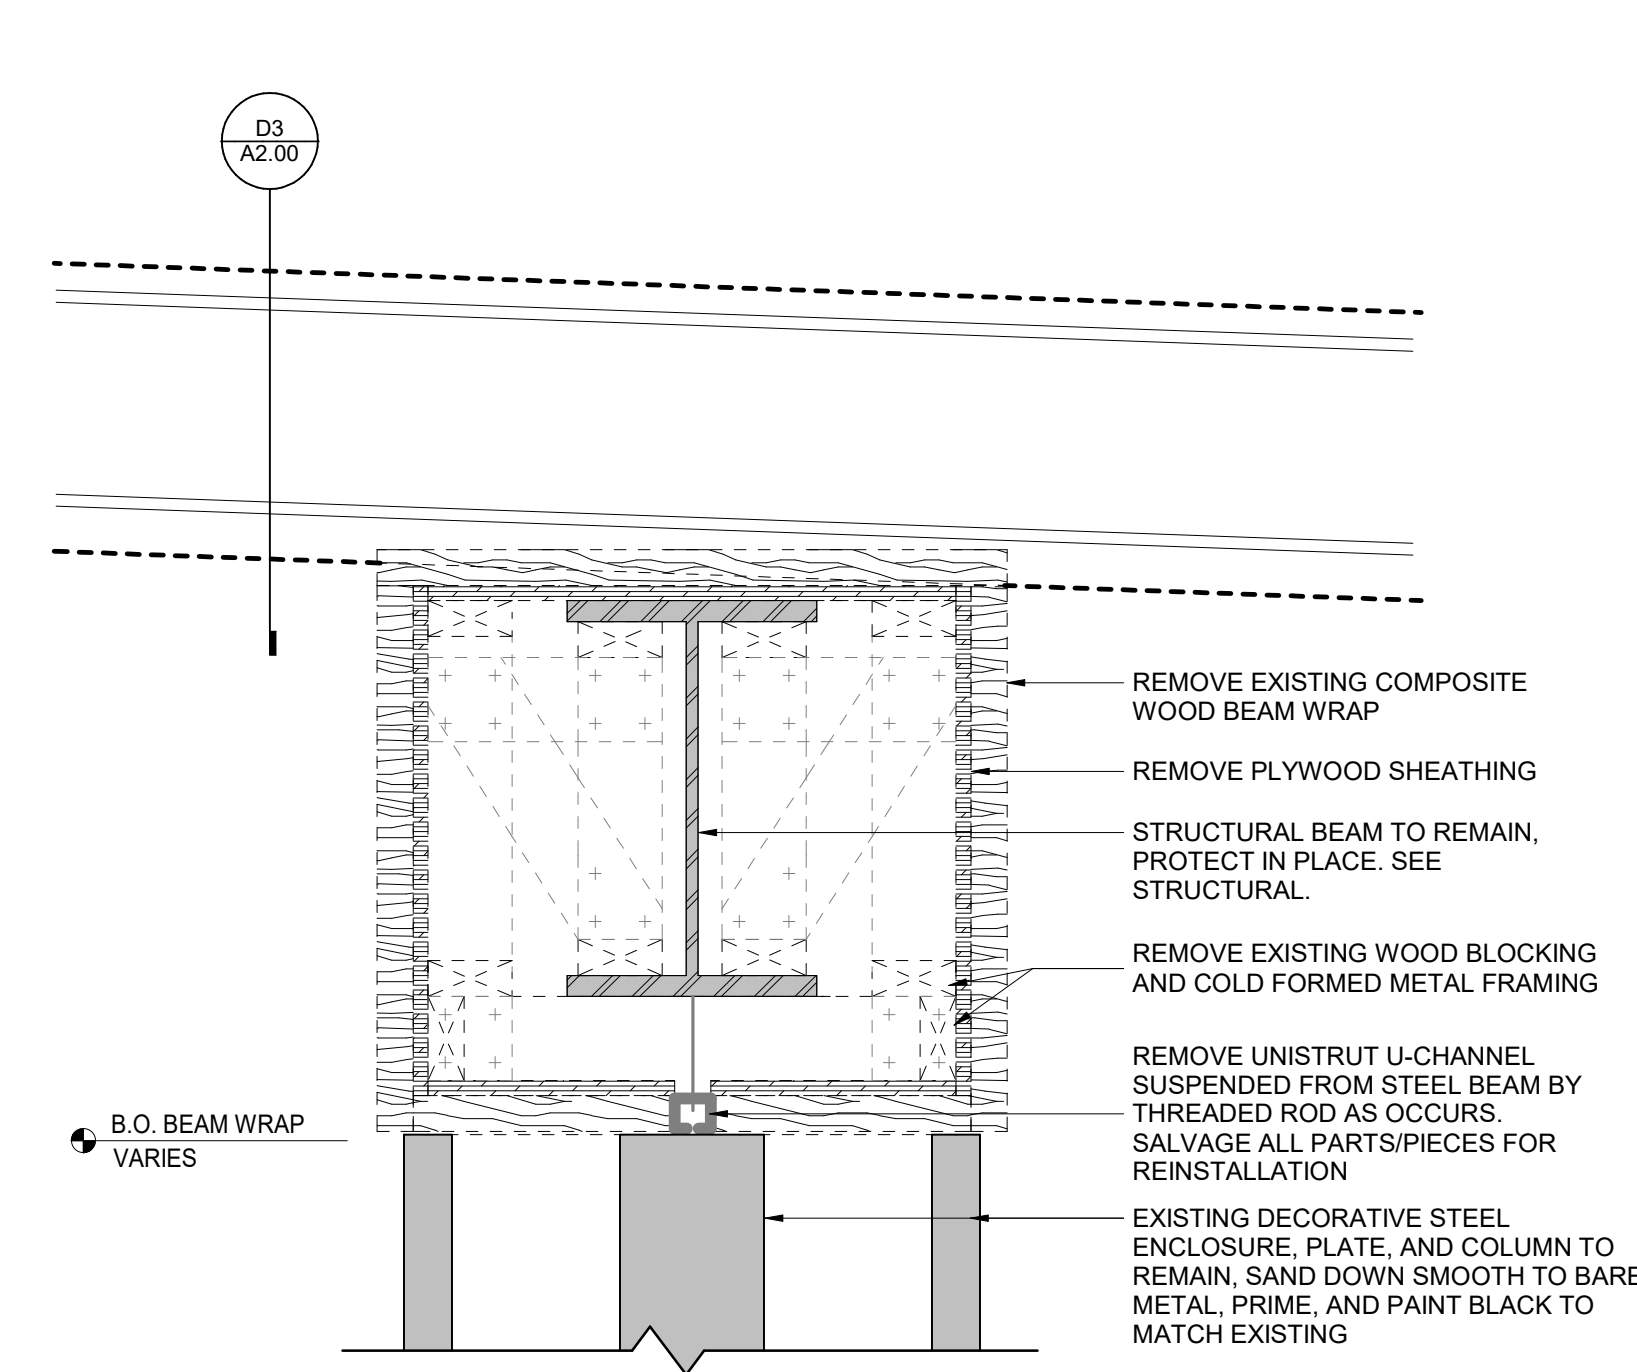 D3
A2.00
REMOVE EXISTING COMPOSITE
WOOD BEAM WRAP
REMOVE PLYWOOD SHEATHING
STRUCTURAL BEAM TO REMAIN,
PROTECT IN PLACE. SEE
STRUCTURAL.
REMOVE EXISTING WOOD BLOCKING
AND COLD FORMED METAL FRAMING
REMOVE UNISTRUT U-CHANNEL
SUSPENDED FROM STEEL BEAM BY
THREADED ROD AS OCCURS.
SALVAGE ALL PARTS/PIECES FOR
REINSTALLATION
B.O. BEAM WRAP
VARIES
EXISTING DECORATIVE STEEL
ENCLOSURE, PLATE, AND COLUMN TO
REMAIN, SAND DOWN SMOOTH TO BARE
METAL, PRIME, AND PAINT BLACK TO
MATCH EXISTING